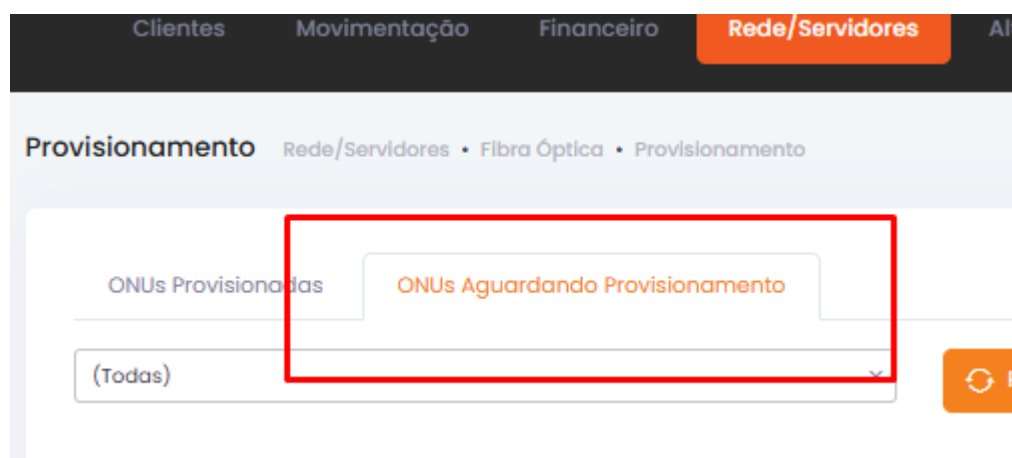 Clientes Movimentação Financeiro Rede/Servidores
Provisionamento Rede/Servidores • Fibra Óptica • Provisionamento
ONUs Provisionadas ONUs Aguardando Provisionamento
(Todas)